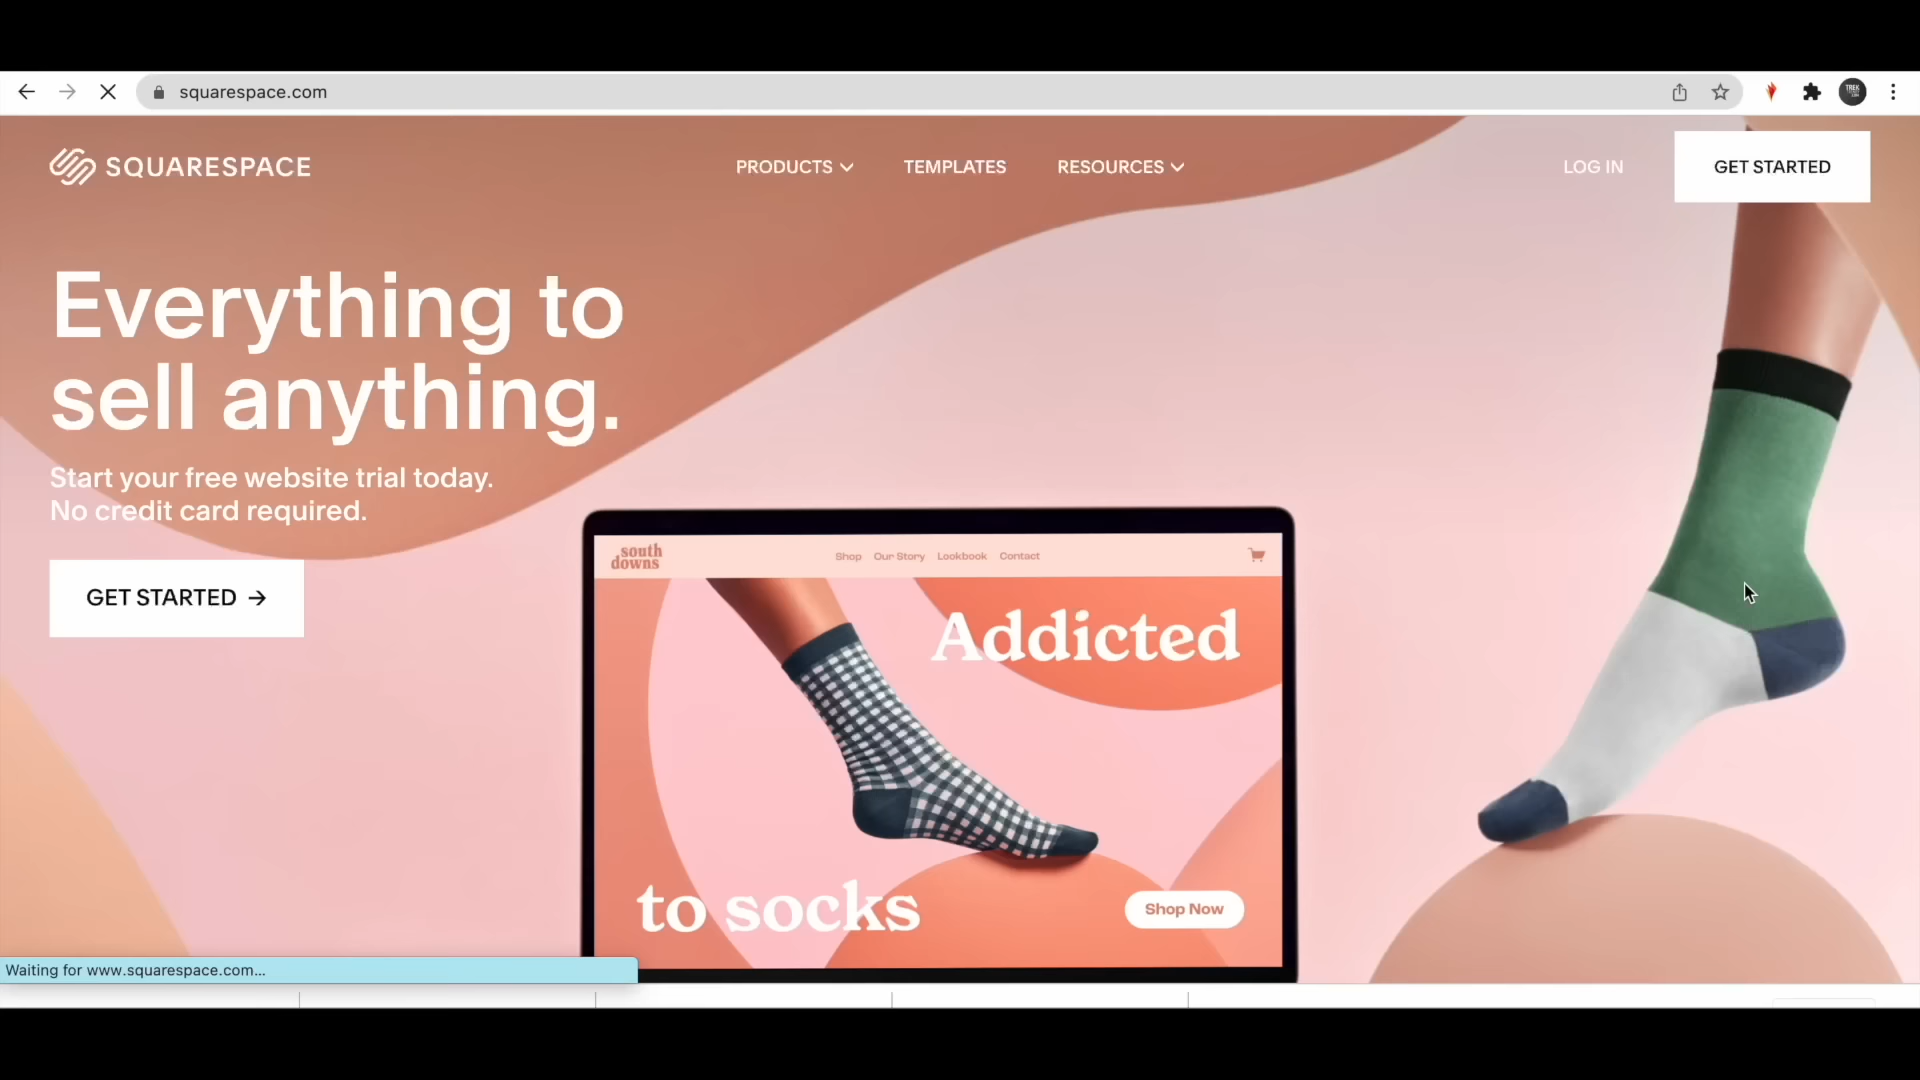 squarespace.com
SQUARESPACE
PRODUCTS
TEMPLATES
RESOURCES
LOG IN
GET STARTED
Everything to
sell anything.
Start your free website trial today.
No credit card required.
GET STARTED →
south
downs
Shop
Our Story
Lookbook
Contact
Addicted
to socks
Shop Now
Waiting for www.squarespace.com...